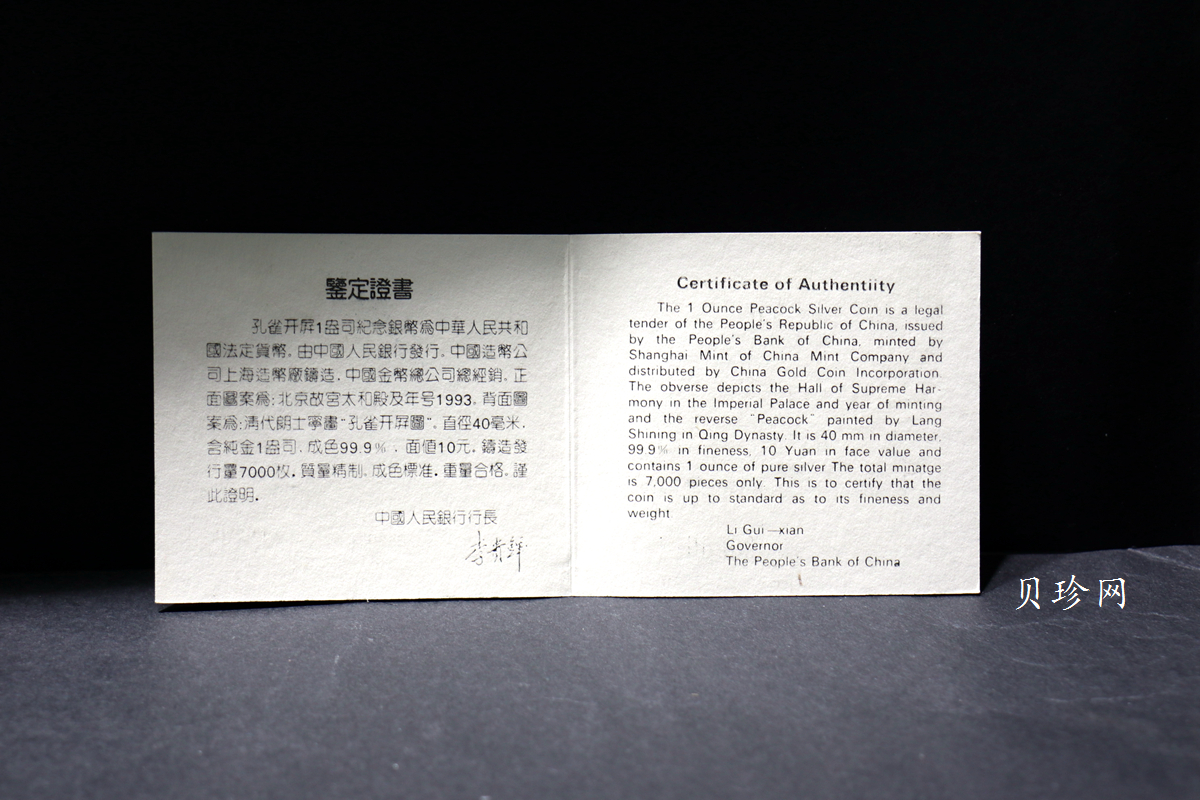 鑒定證書
孔雀开屏1盎司紀念銀幣爲中華人民共和
國法定貨幣。由中國人民銀行發行。中國造幣公
司上海造幣廠鑄造。中國金幣總公司總經銷。正
面圖案爲:北京故宮太和殿及年号1993。背面圖
案爲:清代朗士寧畫"孔雀开屏圖"。直徑40毫米，
含純金1盎司，成色99.9%，面値10元。鑄造發
行量7000枚。質量精制。成色標准。重量合格。謹
此證明。
中國人民銀行行長
李貴鲜
Certificate of Authentiity
The 1 Ounce Peacock Silver Coin is a legal
tender of the People's Republic of China, issued
by the People's Bank of China, minted by
Shanghai Mint of China Mint Company and
distributed by China Gold Coin Incorporation.
The obverse depicts the Hall of Supreme Har-
mony in the Imperial Palace and year of minting
and the reverse "Peacock" painted by Lang
Shining in Qing Dynasty. It is 40 mm in diameter,
99.9% in fineness, 10 Yuan in face value and
contains 1 ounce of pure silver The total minatge
is 7,000 pieces only. This is to certify that the
coin is up to standard as to its fineness and
weight.
Li Gui—xian
Governor
The People's Bank of China
贝珍网